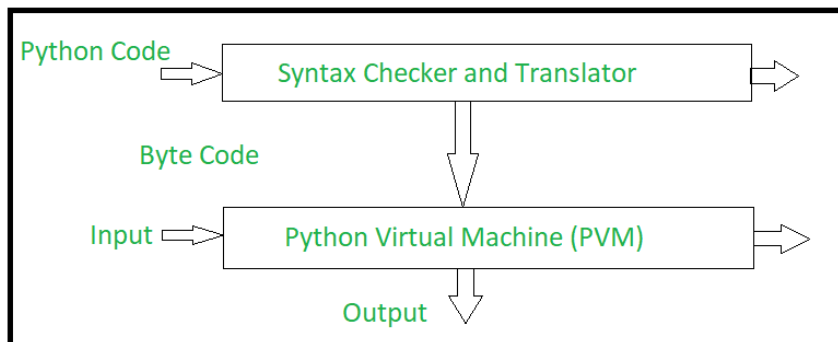 Python Code
Syntax Checker and Translator
Byte Code
Input
Python Virtual Machine (PVM)
Output